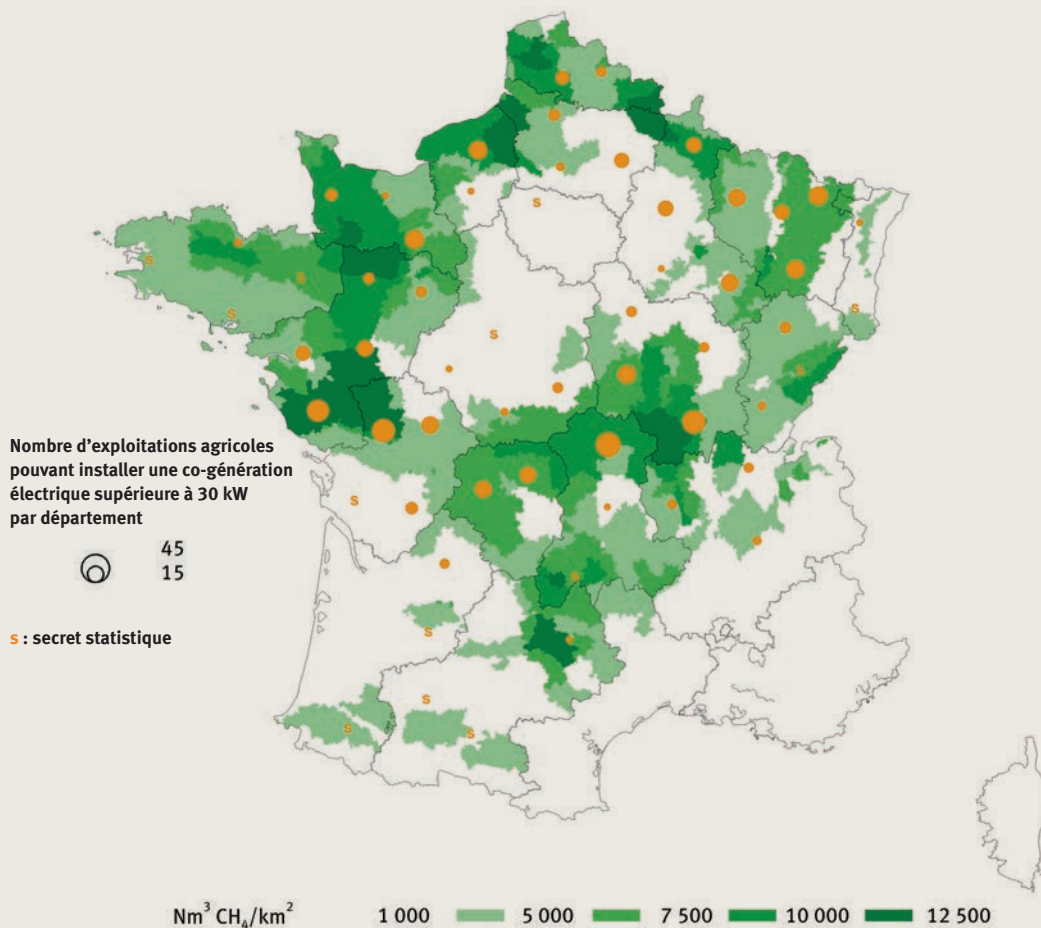 Nombre d’exploitations agricoles
pouvant installer une co-génération
électrique supérieure à 30 kW
par département
45
15
s : secret statistique
s
s
s
s
s
s
s
s
s
s
s
s
s
Nm³ CH₄/km² 1 000 5 000 7 500 10 000 12 500